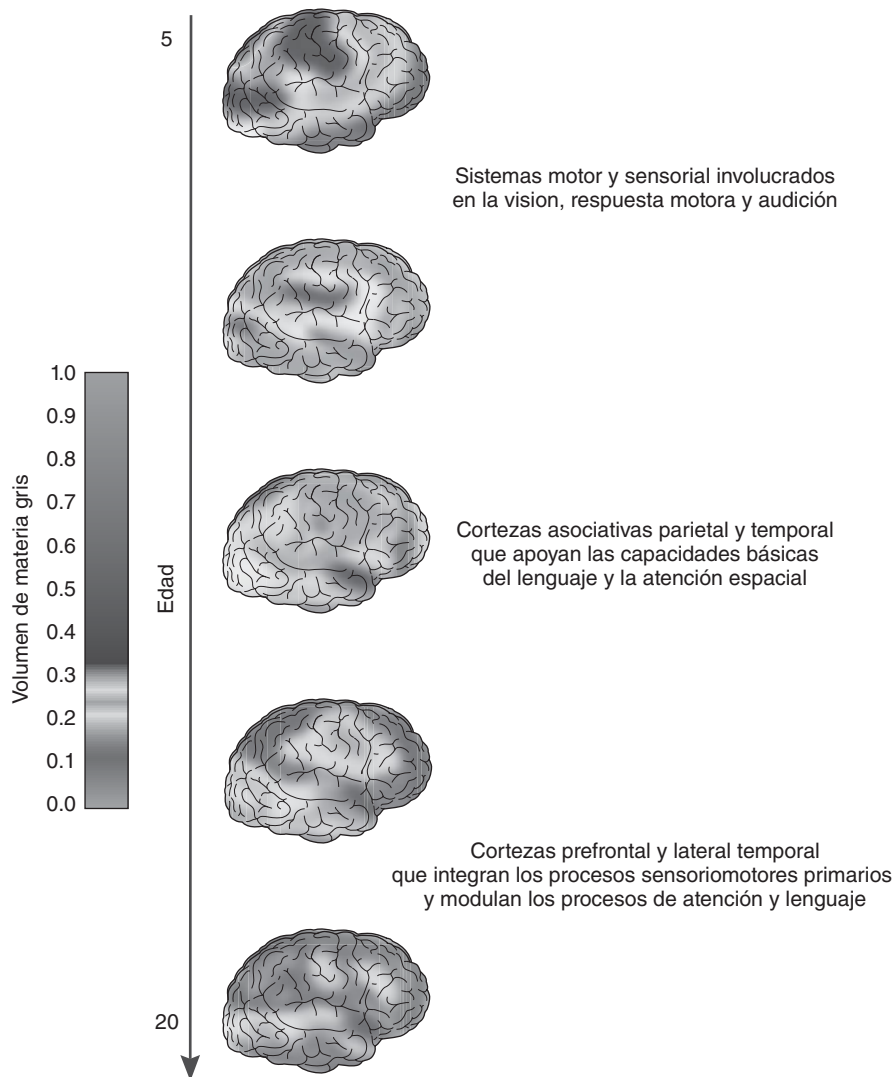 5
Sistemas motor y sensorial involucrados
en la vision, respuesta motora y audición
Volumen de materia gris
1.0
0.9
0.8
0.7
0.6
0.5
0.4
0.3
0.2
0.1
0.0
Edad
Cortezas asociativas parietal y temporal
que apoyan las capacidades básicas
del lenguaje y la atención espacial
Cortezas prefrontal y lateral temporal
que integran los procesos sensoriomotores primarios
y modulan los procesos de atención y lenguaje
20